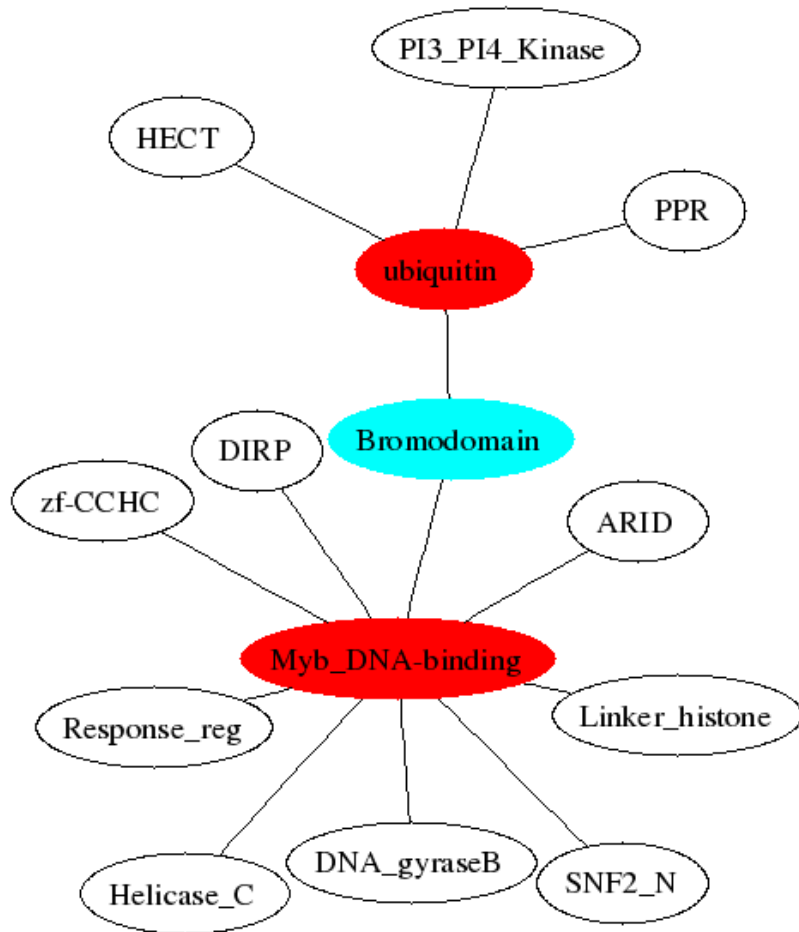 PI3_PI4_Kinase
HECT
PPR
ubiquitin
Bromodomain
DIRP
zf-CCHC
ARID
Myb_DNA-binding
Linker_histone
Response_reg
DNA_gyraseB
SNF2_N
Helicase_C